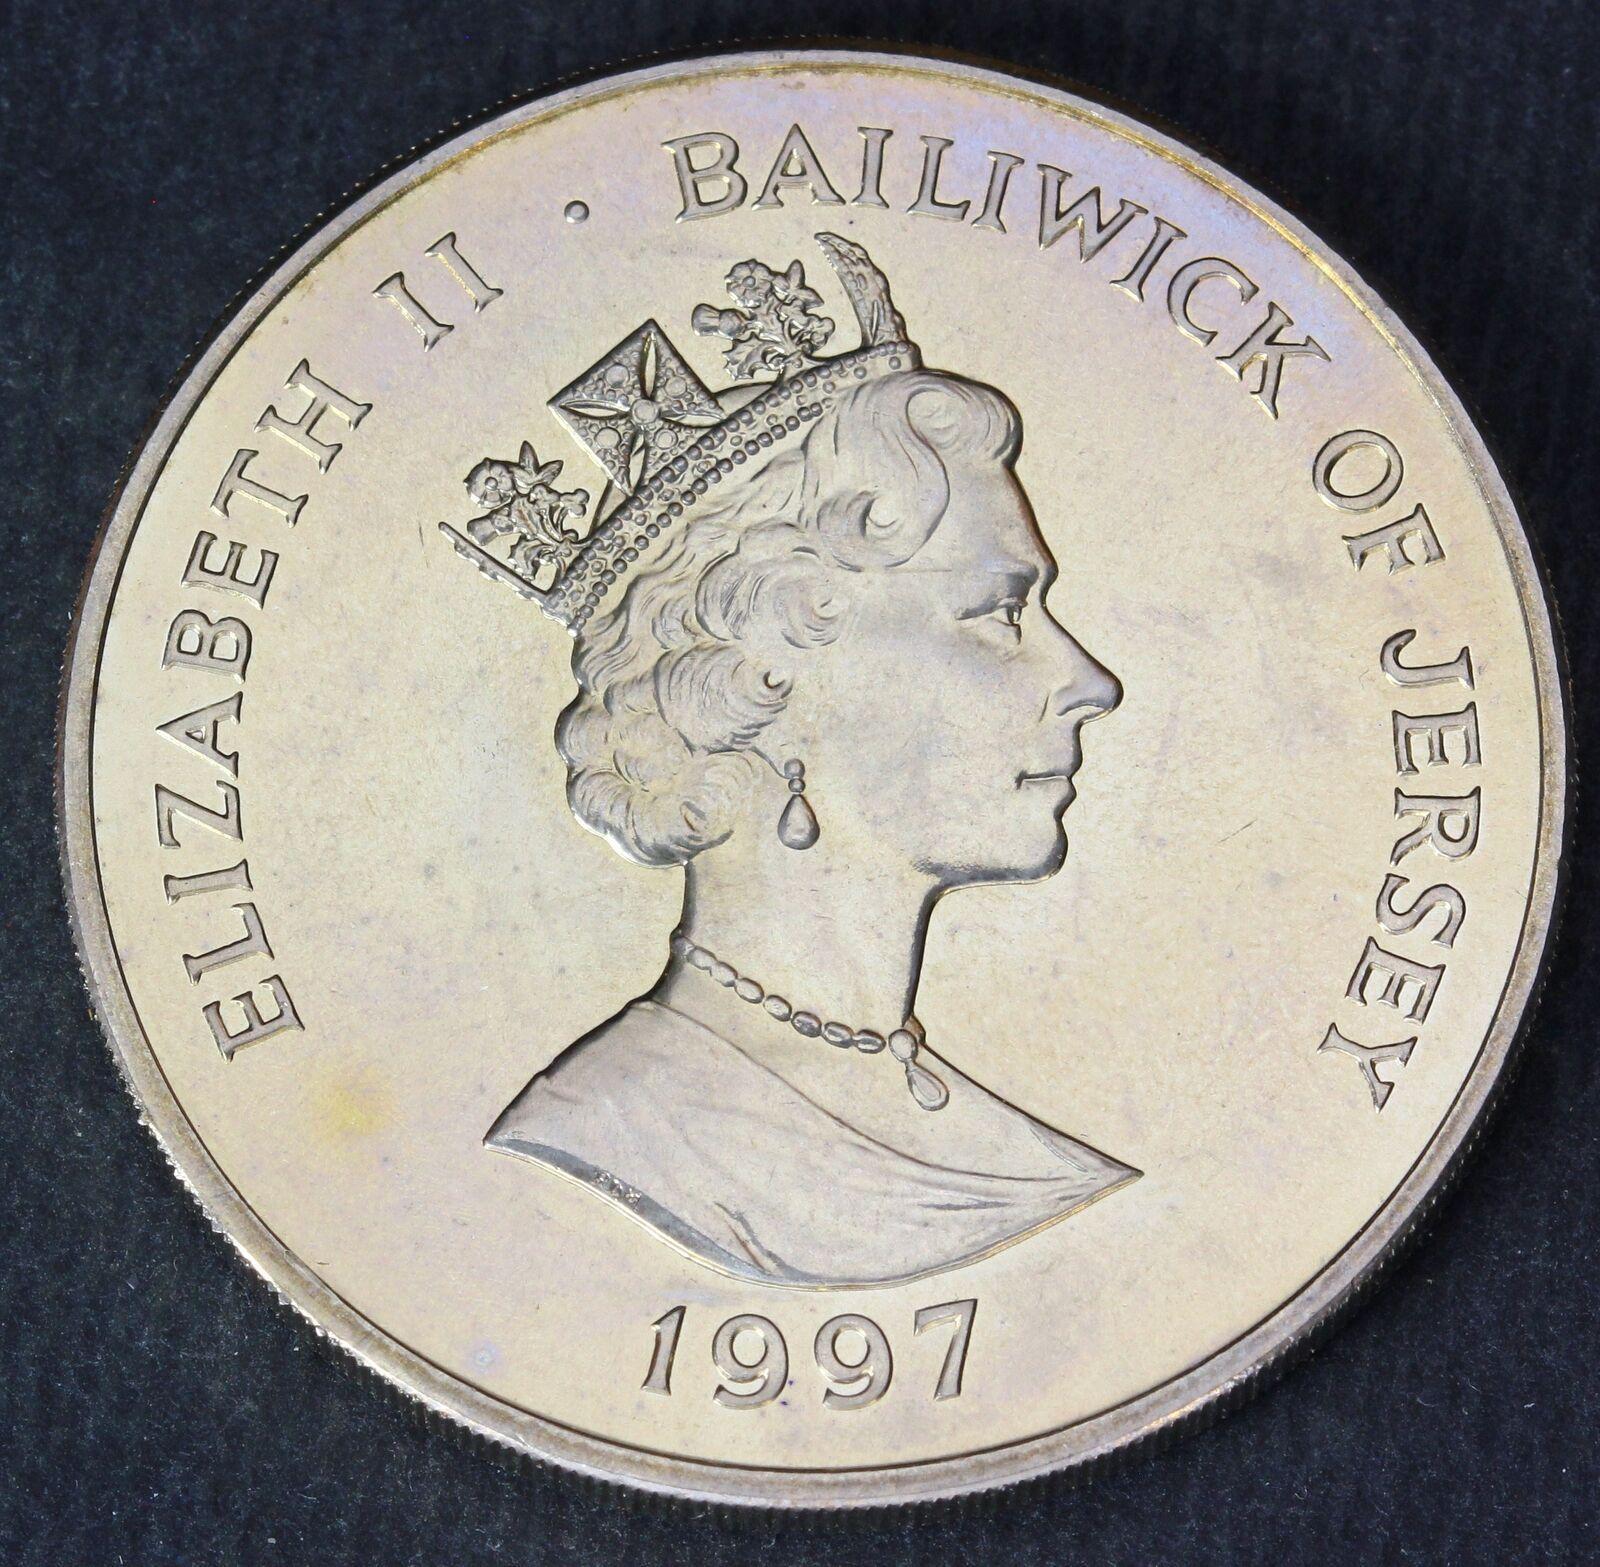 ELIZABETH II · BAILIWICK OF JERSEY
1997